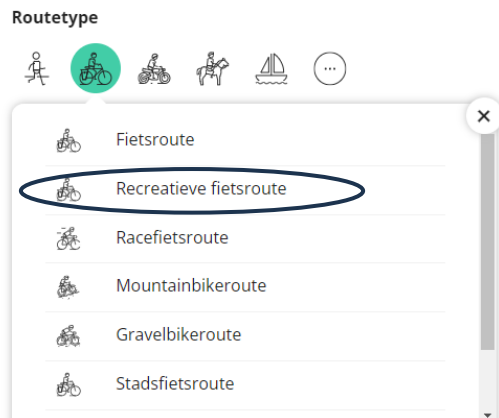 Routetype
Fietsroute
Recreatieve fietsroute
Racefietsroute
Mountainbikeroute
Gravelbikeroute
Stadsfietsroute